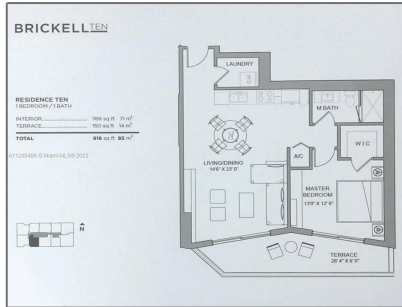 BRICKELL TEN
RESIDENCE TEN
1 BEDROOM / 1 BATH
INTERIOR 768 sq ft 71 m²
TERRACE 150 sq ft 14 m²
TOTAL 918 sq ft 85 m²
A11209498 © Miami MLS® 2022
N
LAUNDRY
M.BATH
W.I.C
A/C
LIVING/DINING
14'6" X 23'0"
MASTER
BEDROOM
13'0" X 12'6"
TERRACE
26'4" X 6'0"